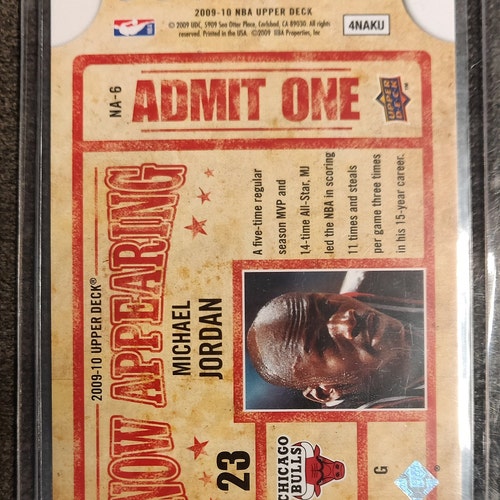 2009-10 NBA UPPER DECK
© 2009 UDC, 5909 Sea Otter Place, Carlsbad, CA 89010. All rights reserved.
Printed in the USA. ©2009 NBA Properties, Inc
4NAKU
NA-6
ADMIT ONE
UPPER DECK
2009-10 UPPER DECK®
NOW APPEARING
MICHAEL
JORDAN
A five-time regular
season MVP and
14-time All-Star, MJ
led the NBA in scoring
11 times and steals
per game three times
in his 15-year career.
23
CHICAGO
BULLS
G